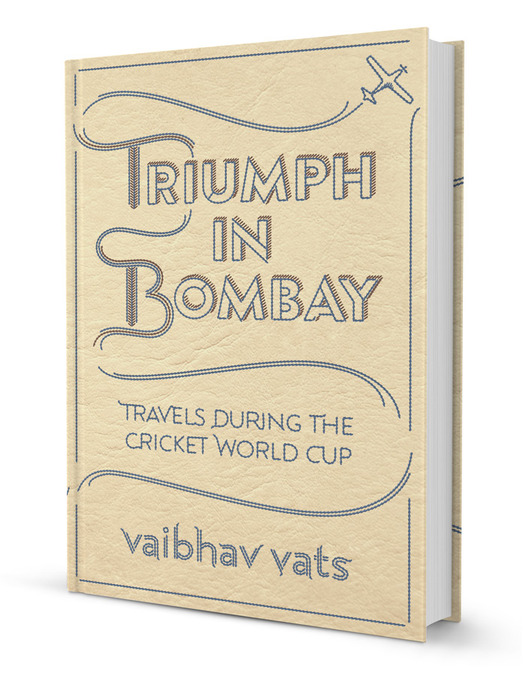 TRIUMPH
IN
BOMBAY
TRAVELS DURING THE
CRICKET WORLD CUP
vaibhav vats